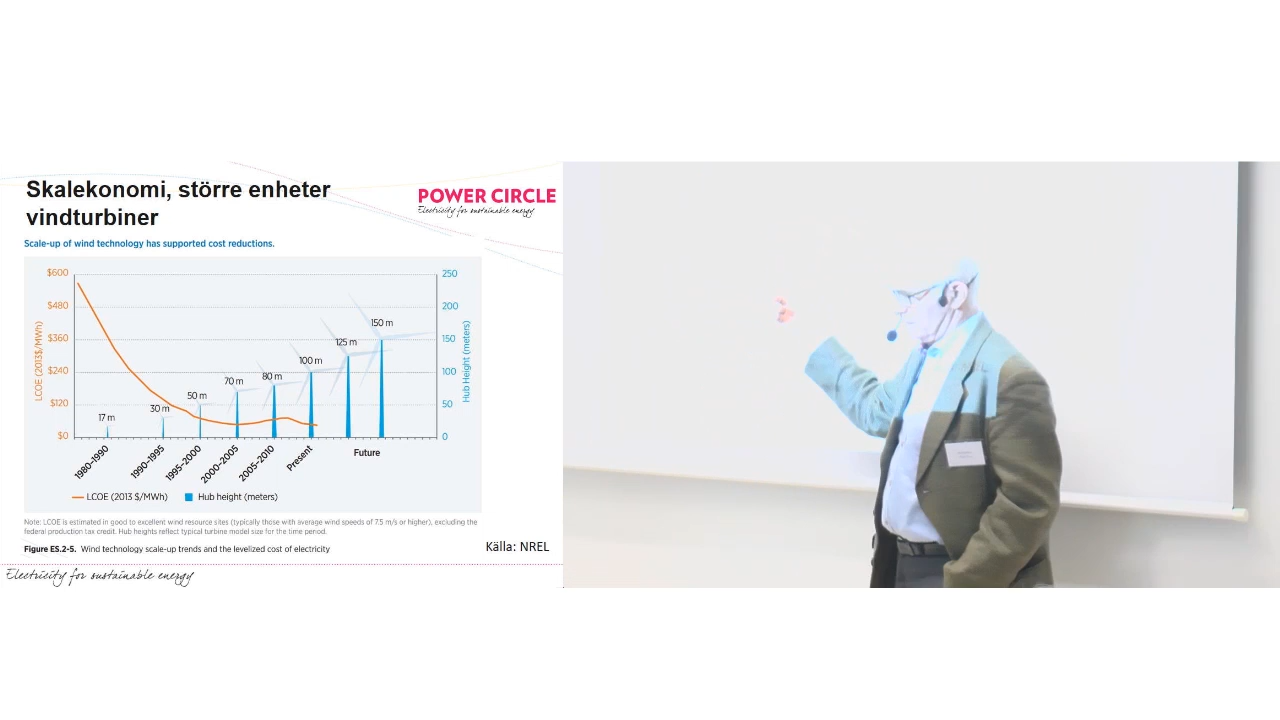 Skalekonomi, större enheter
vindturbiner
POWER CIRCLE
Electricity for sustainable energy
Scale-up of wind technology has supported cost reductions.
$600
$480
$360
$240
$120
$0
LCOE (2013$/MWh)
250
200
150
100
50
0
Hub Height (meters)
17 m
30 m
50 m
70 m
80 m
100 m
125 m
150 m
1980–1990
1990–1995
1995–2000
2000–2005
2005–2010
Present
Future
LCOE (2013 $/MWh)
Hub height (meters)
Note: LCOE is estimated in good to excellent wind resource sites (typically those with average wind speeds of 7.5 m/s or higher), excluding the
federal production tax credit. Hub heights reflect typical turbine model size for the time period.
Figure ES.2-5. Wind technology scale-up trends and the levelized cost of electricity
Källa: NREL
Electricity for sustainable energy